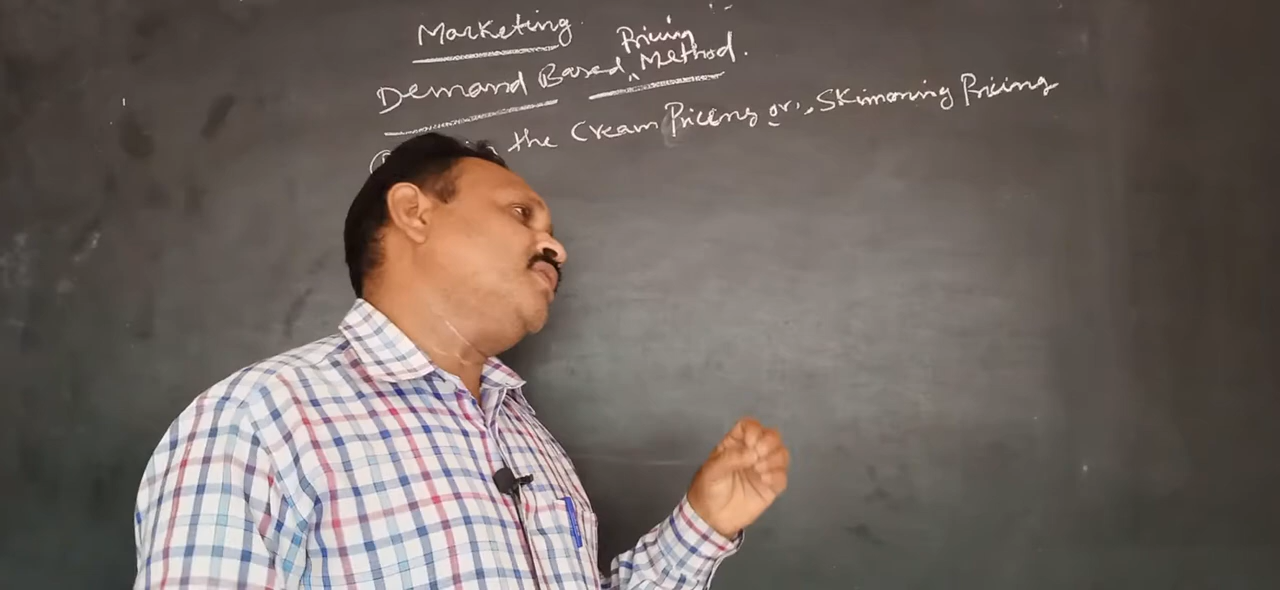 Marketing
Demand Based Pricing Method.
the Cream Pricing or, Skimming Pricing